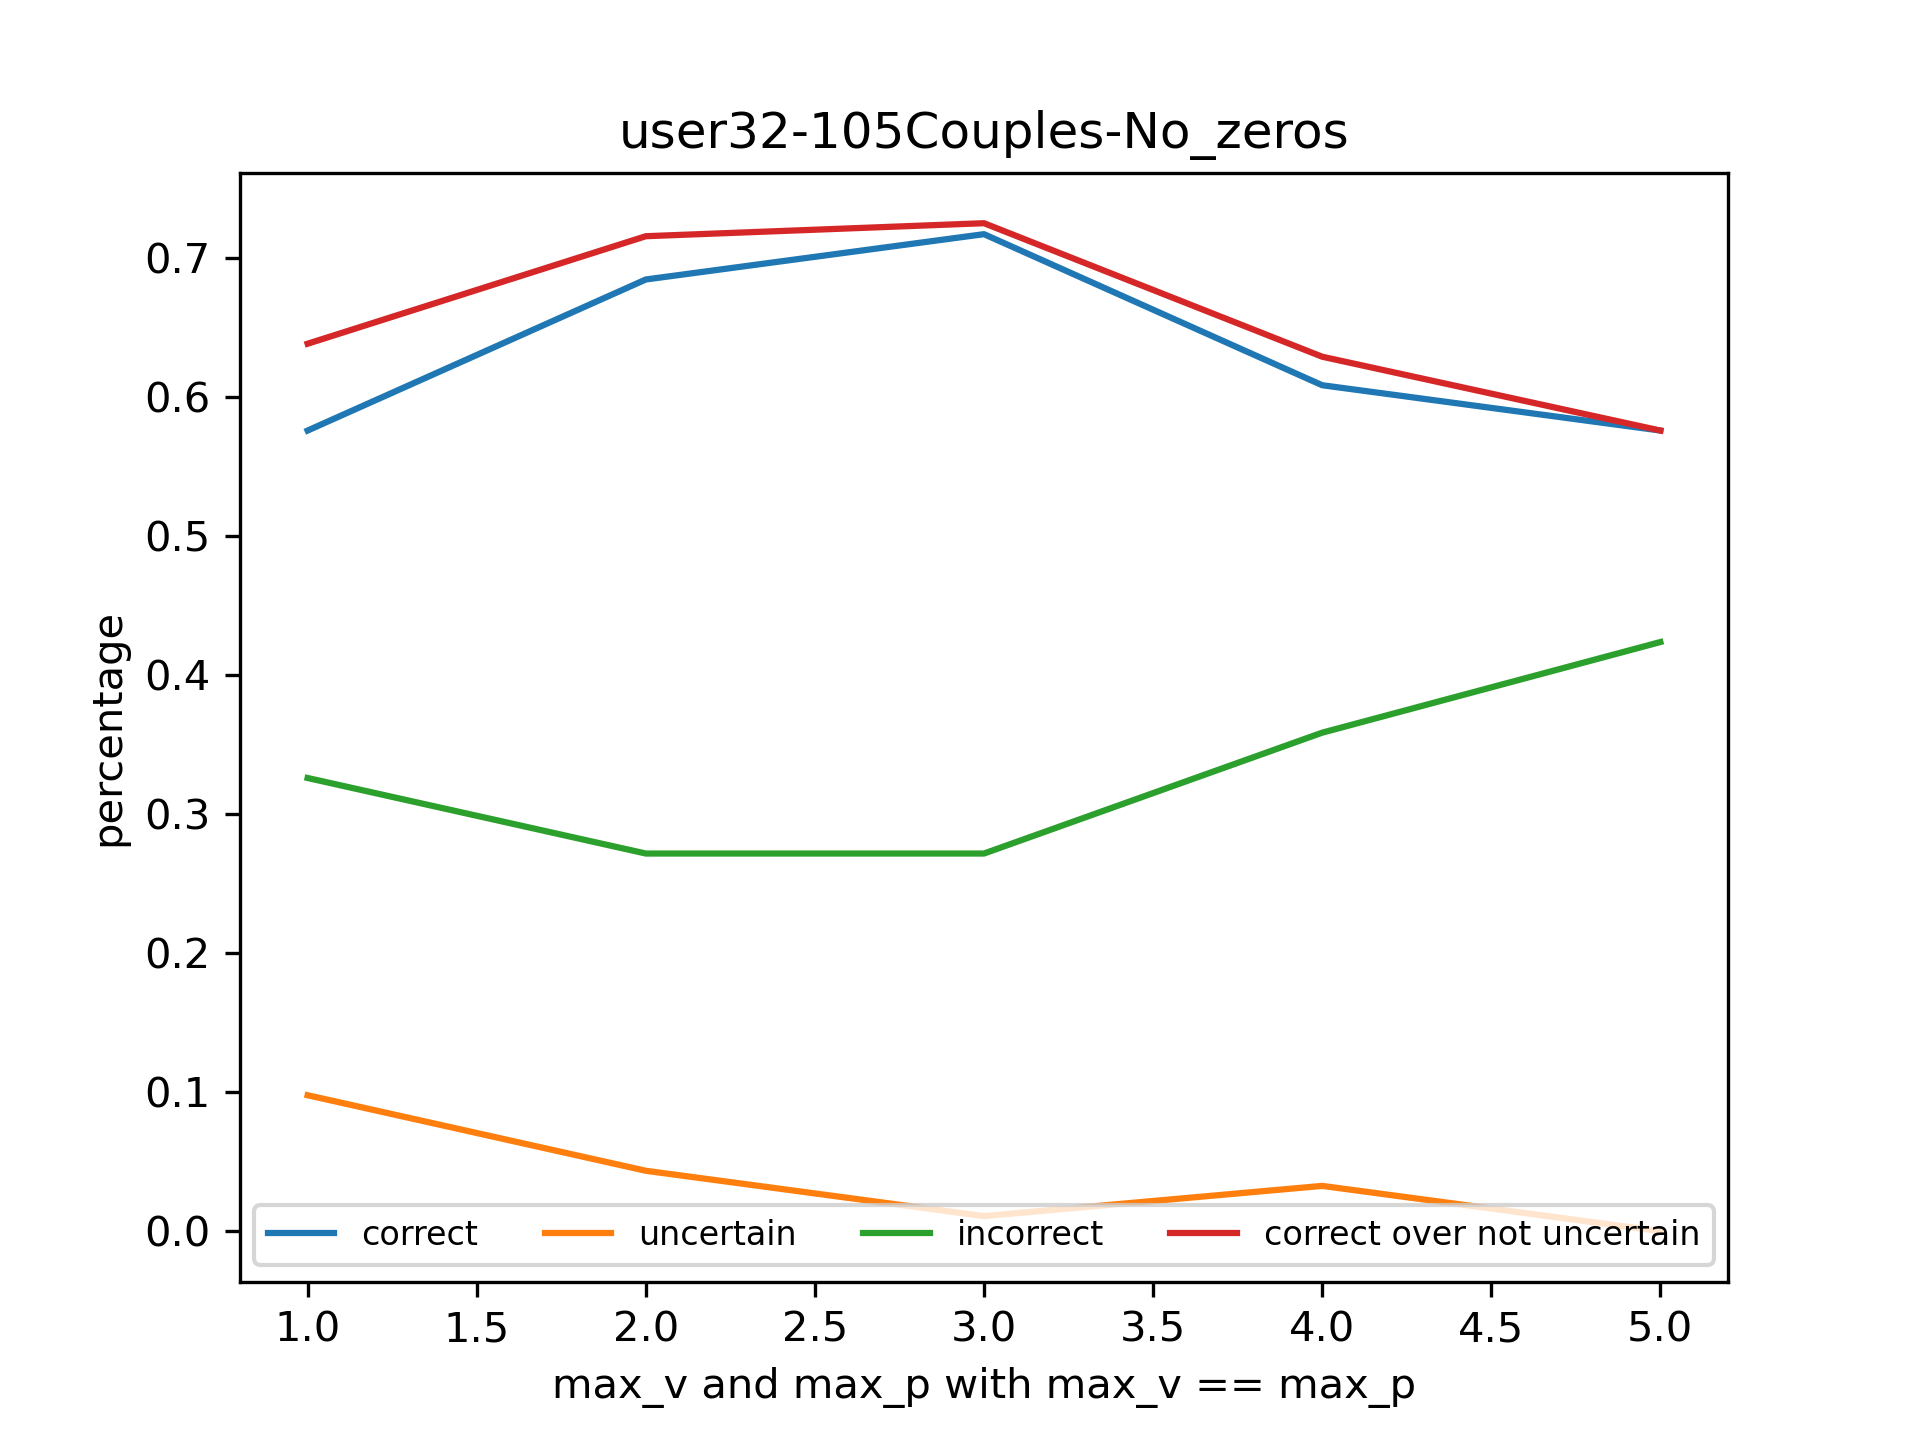 user32-105Couples-No_zeros
percentage
0.7
0.6
0.5
0.4
0.3
0.2
0.1
0.0
correct uncertain incorrect correct over not uncertain
1.0 1.5 2.0 2.5 3.0 3.5 4.0 4.5 5.0
max_v and max_p with max_v == max_p